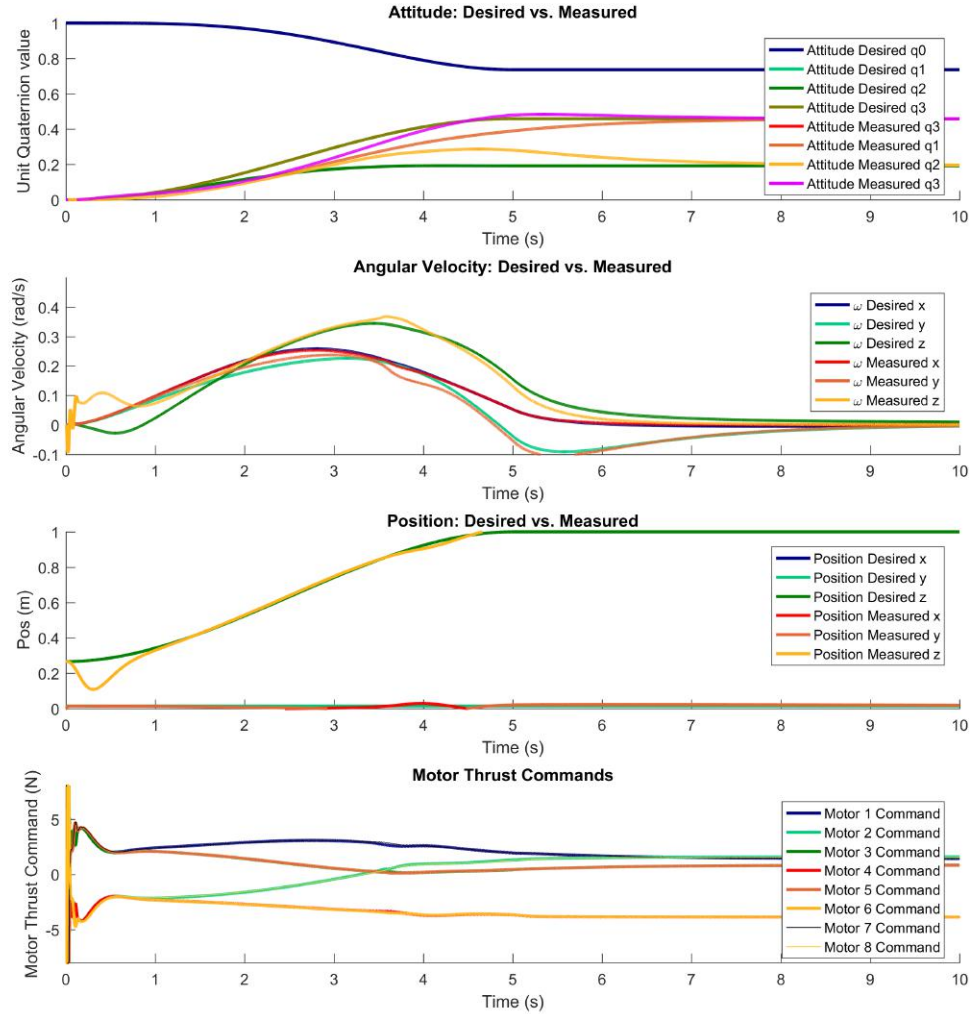 Attitude: Desired vs. Measured
Unit Quaternion value
1
0.8
0.6
0.4
0.2
0
Attitude Desired q0
Attitude Desired q1
Attitude Desired q2
Attitude Desired q3
Attitude Measured q3
Attitude Measured q1
Attitude Measured q2
Attitude Measured q3
0 1 2 3 4 5 6 7 8 9 10
Time (s)
Angular Velocity: Desired vs. Measured
Angular Velocity (rad/s)
0.4
0.3
0.2
0.1
0
-0.1
ω Desired x
ω Desired y
ω Desired z
ω Measured x
ω Measured y
ω Measured z
0 1 2 3 4 5 6 7 8 9 10
Time (s)
Position: Desired vs. Measured
Pos (m)
1
0.8
0.6
0.4
0.2
0
Position Desired x
Position Desired y
Position Desired z
Position Measured x
Position Measured y
Position Measured z
0 1 2 3 4 5 6 7 8 9 10
Time (s)
Motor Thrust Commands
Motor Thrust Command (N)
5
0
-5
Motor 1 Command
Motor 2 Command
Motor 3 Command
Motor 4 Command
Motor 5 Command
Motor 6 Command
Motor 7 Command
Motor 8 Command
0 1 2 3 4 5 6 7 8 9 10
Time (s)